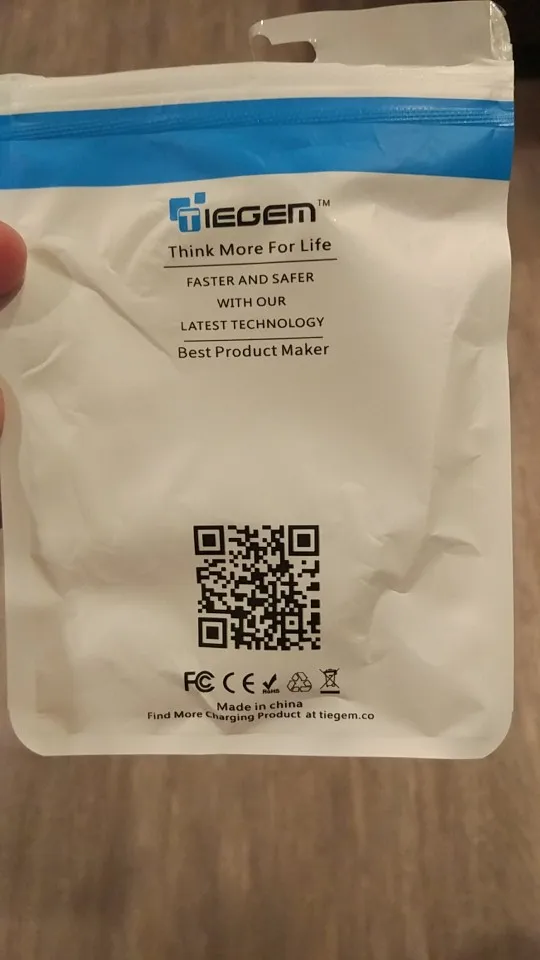 TIEGEM™
Think More For Life
FASTER AND SAFER
WITH OUR
LATEST TECHNOLOGY
Best Product Maker
FC CE RoHS
Made in china
Find More Charging Product at tiegem.co